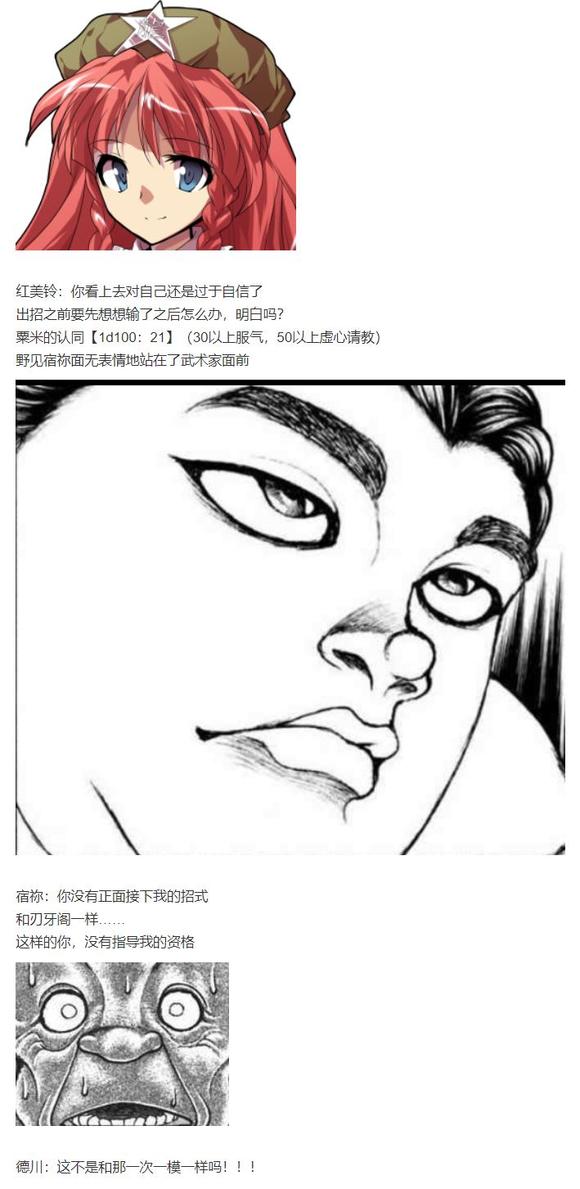 红美铃：你看上去对自己还是过于自信了
出招之前要先想想输了之后怎么办，明白吗？
粟米的认同【1d100：21】（30以上服气，50以上虚心请教）
野见宿祢面无表情地站在了武术家面前
宿祢：你没有正面接下我的招式
和刃牙阁一样……
这样的你，没有指导我的资格
德川：这不是和那一次一模一样吗！！！